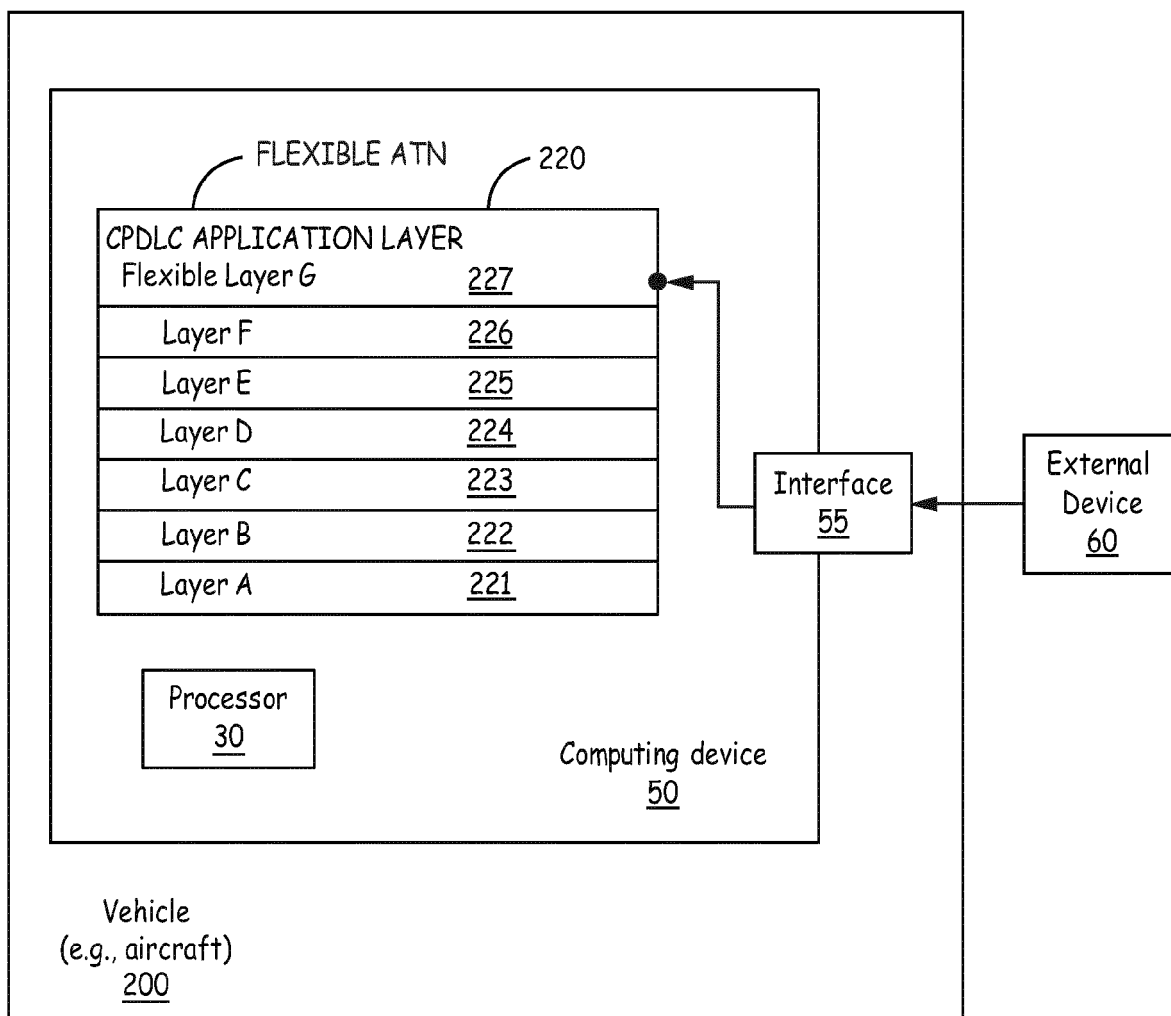 FLEXIBLE ATN
220
CPDLC APPLICATION LAYER
Flexible Layer G 227
Layer F 226
Layer E 225
Layer D 224
Layer C 223
Layer B 222
Layer A 221
Interface
55
External
Device
60
Processor
30
Computing device
50
Vehicle
(e.g., aircraft)
200